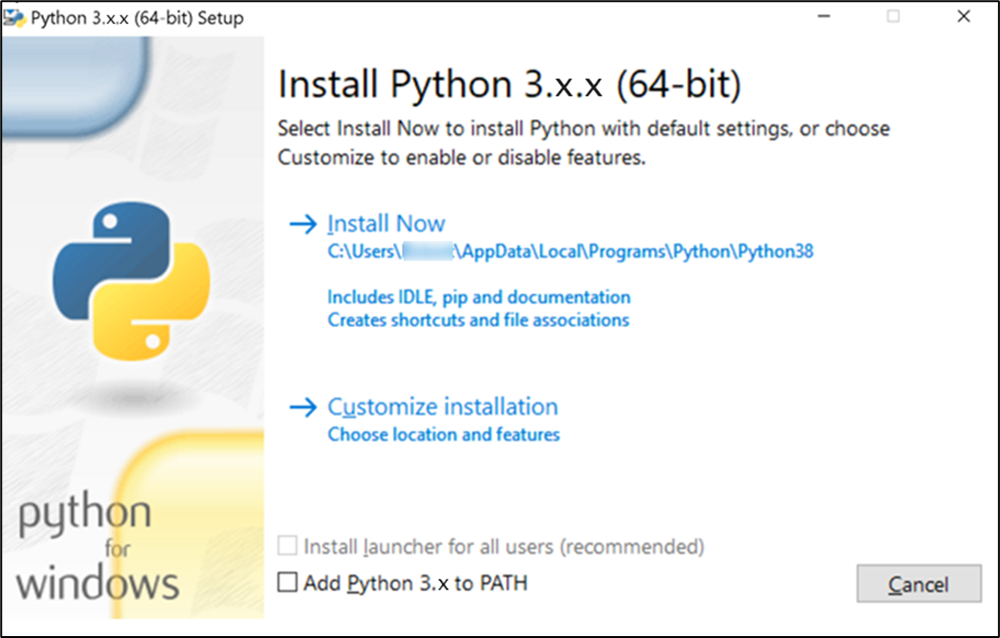 Python 3.x.x (64-bit) Setup
Install Python 3.x.x (64-bit)
Select Install Now to install Python with default settings, or choose
Customize to enable or disable features.
Install Now
C:\Users\ \AppData\Local\Programs\Python\Python38
Includes IDLE, pip and documentation
Creates shortcuts and file associations
Customize installation
Choose location and features
python
for
windows
Install launcher for all users (recommended)
Add Python 3.x to PATH
Cancel